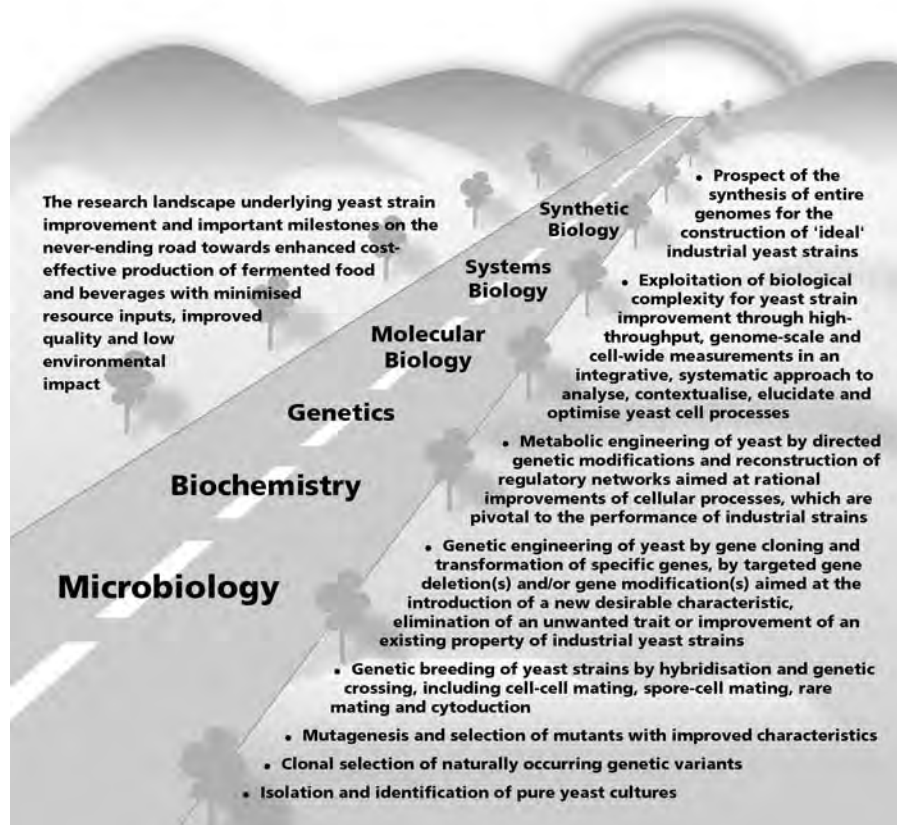 The research landscape underlying yeast strain
improvement and important milestones on the
never-ending road towards enhanced cost-
effective production of fermented food
and beverages with minimised
resource inputs, improved
quality and low
environmental
impact
Synthetic
Biology
Systems
Biology
Molecular
Biology
Genetics
Biochemistry
Microbiology
• Prospect of the
synthesis of entire
genomes for the
construction of 'ideal'
industrial yeast strains
• Exploitation of biological
complexity for yeast strain
improvement through high-
throughput, genome-scale and
cell-wide measurements in an
integrative, systematic approach to
analyse, contextualise, elucidate and
optimise yeast cell processes
• Metabolic engineering of yeast by directed
genetic modifications and reconstruction of
regulatory networks aimed at rational
improvements of cellular processes, which are
pivotal to the performance of industrial strains
• Genetic engineering of yeast by gene cloning and
transformation of specific genes, by targeted gene
deletion(s) and/or gene modification(s) aimed at the
introduction of a new desirable characteristic,
elimination of an unwanted trait or improvement of an
existing property of industrial yeast strains
• Genetic breeding of yeast strains by hybridisation and genetic
crossing, including cell-cell mating, spore-cell mating, rare
mating and cytoduction
• Mutagenesis and selection of mutants with improved characteristics
• Clonal selection of naturally occurring genetic variants
• Isolation and identification of pure yeast cultures